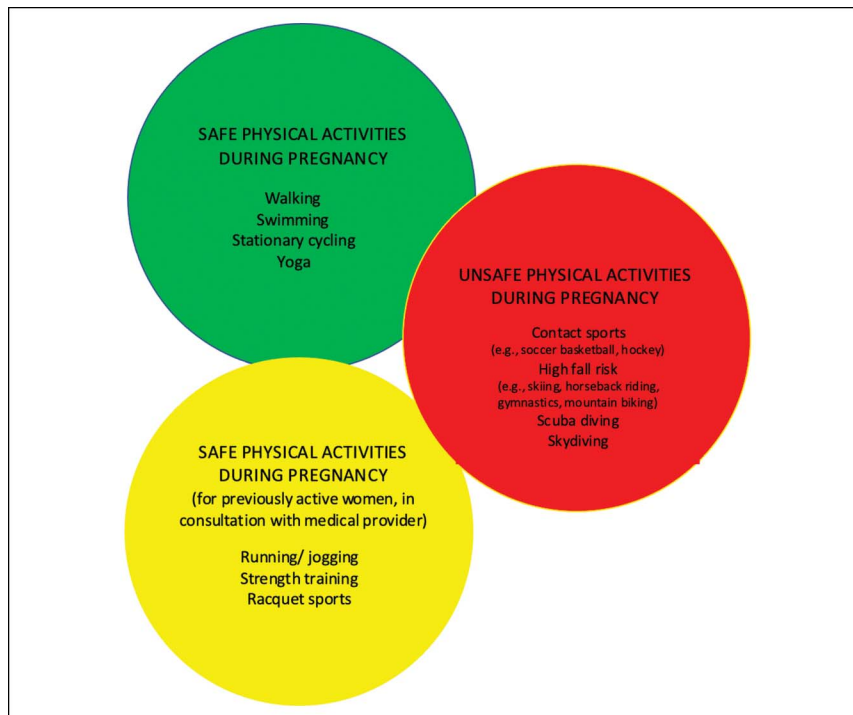 SAFE PHYSICAL ACTIVITIES
DURING PREGNANCY
Walking
Swimming
Stationary cycling
Yoga
UNSAFE PHYSICAL ACTIVITIES
DURING PREGNANCY
Contact sports
(e.g., soccer basketball, hockey)
High fall risk
(e.g., skiing, horseback riding,
gymnastics, mountain biking)
Scuba diving
Skydiving
SAFE PHYSICAL ACTIVITIES
DURING PREGNANCY
(for previously active women, in
consultation with medical provider)
Running/ jogging
Strength training
Racquet sports